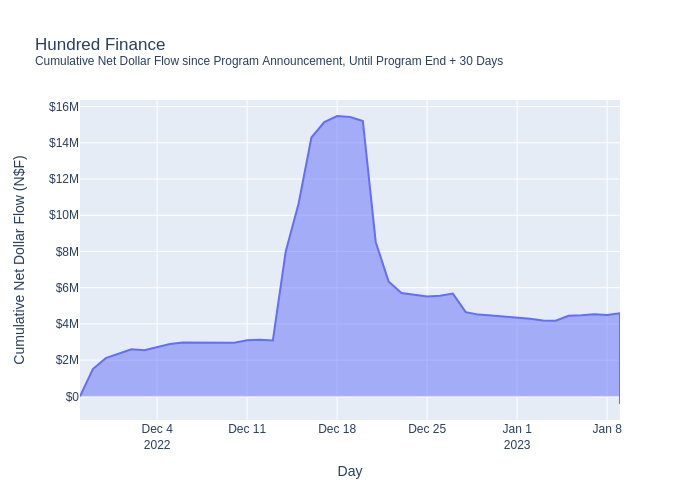 Hundred Finance
Cumulative Net Dollar Flow since Program Announcement, Until Program End + 30 Days
Cumulative Net Dollar Flow (N$F)
$16M
$14M
$12M
$10M
$8M
$6M
$4M
$2M
$0
Dec 4
2022
Dec 11
Dec 18
Dec 25
Jan 1
2023
Jan 8
Day